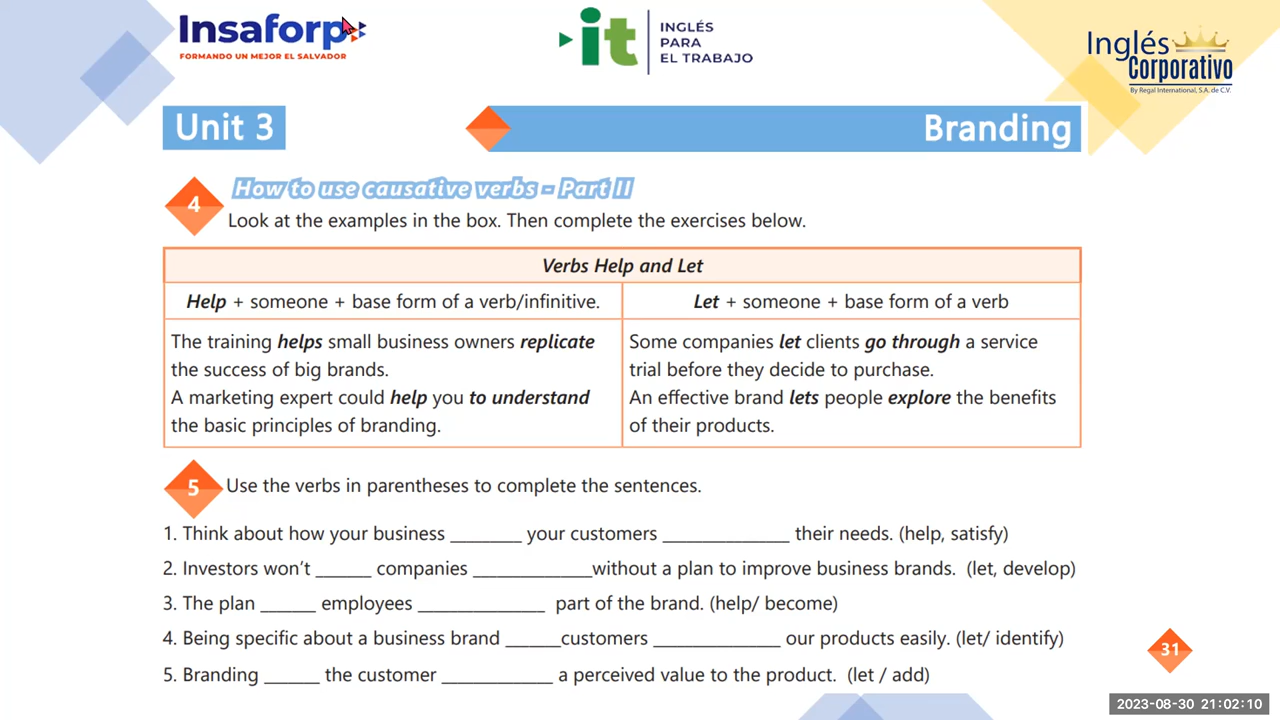 Insaforp
FORMANDO UN MEJOR EL SALVADOR
it
INGLÉS
PARA
EL TRABAJO
Inglés
Corporativo
By Regal International, S.A. de C.V.
Unit 3
Branding
4
How to use causative verbs - Part II
Look at the examples in the box. Then complete the exercises below.
Verbs Help and Let
Help + someone + base form of a verb/infinitive.
Let + someone + base form of a verb
The training helps small business owners replicate
the success of big brands.
A marketing expert could help you to understand
the basic principles of branding.
Some companies let clients go through a service
trial before they decide to purchase.
An effective brand lets people explore the benefits
of their products.
5
Use the verbs in parentheses to complete the sentences.
1. Think about how your business ________ your customers ______________ their needs. (help, satisfy)
2. Investors won't ______ companies _____________without a plan to improve business brands. (let, develop)
3. The plan ______ employees ______________ part of the brand. (help/ become)
4. Being specific about a business brand ______customers ______________ our products easily. (let/ identify)
5. Branding ______ the customer ____________ a perceived value to the product. (let / add)
31
2023-08-30 21:02:10